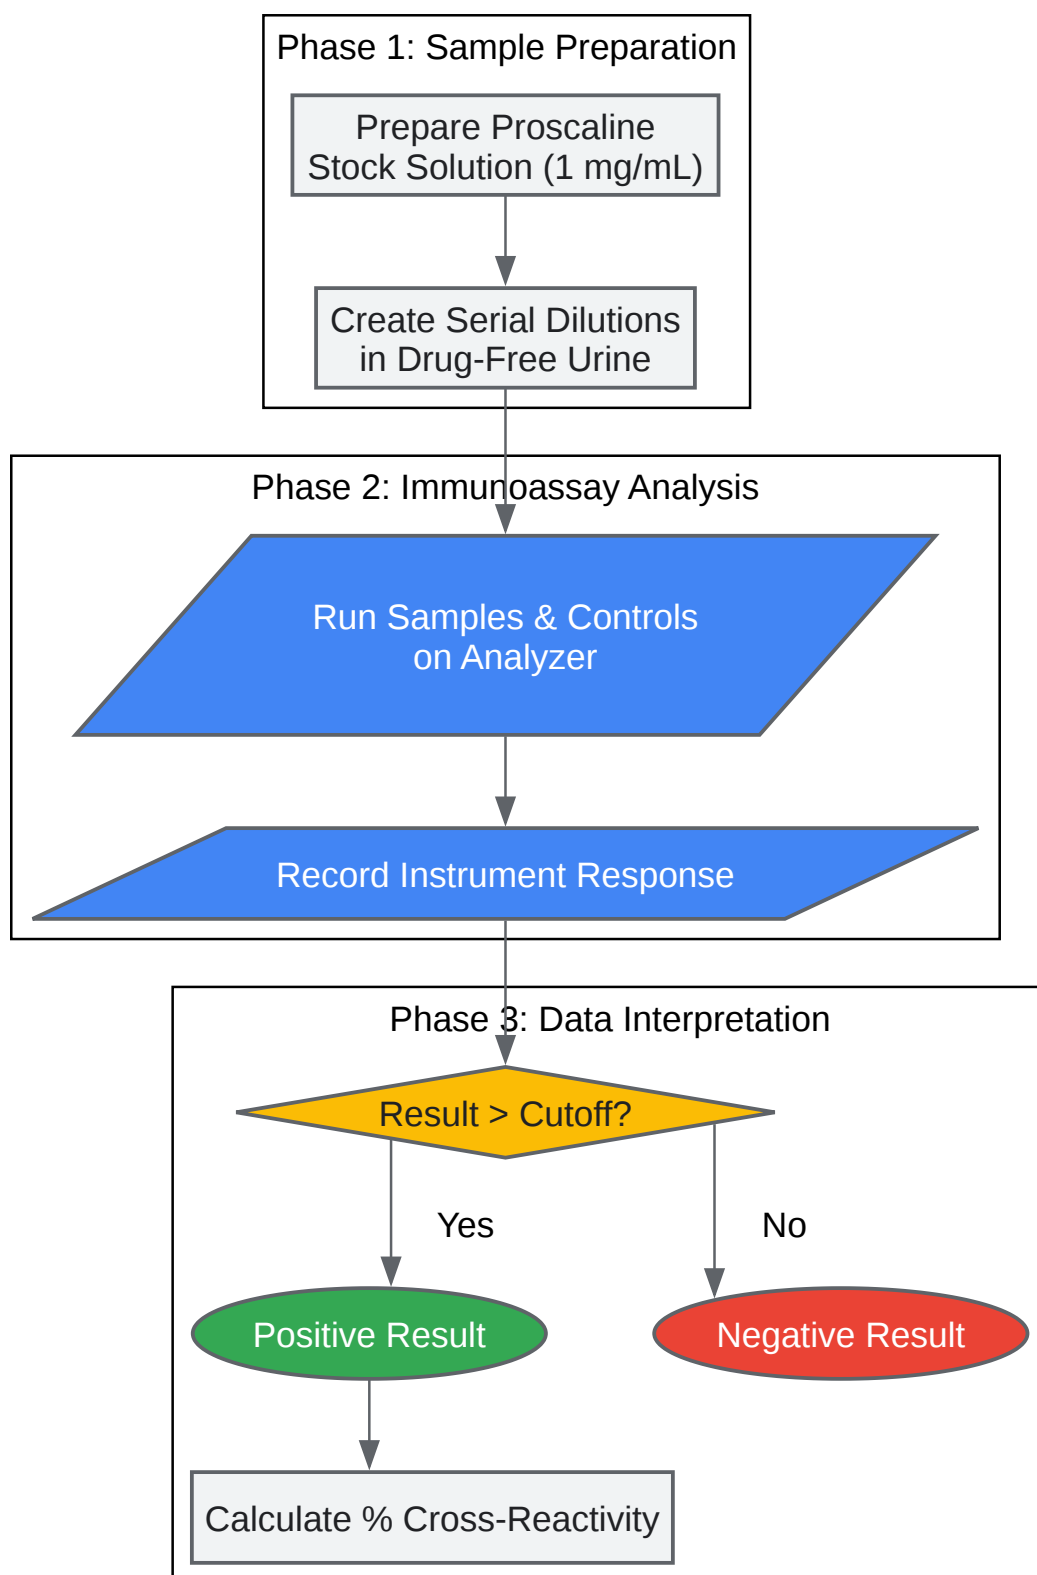 Phase 1: Sample Preparation
Prepare Proscaline
Stock Solution (1 mg/mL)
Create Serial Dilutions
in Drug-Free Urine
Phase 2: Immunoassay Analysis
Run Samples & Controls
on Analyzer
Record Instrument Response
Phase 3: Data Interpretation
Result > Cutoff?
Yes
No
Positive Result
Negative Result
Calculate % Cross-Reactivity